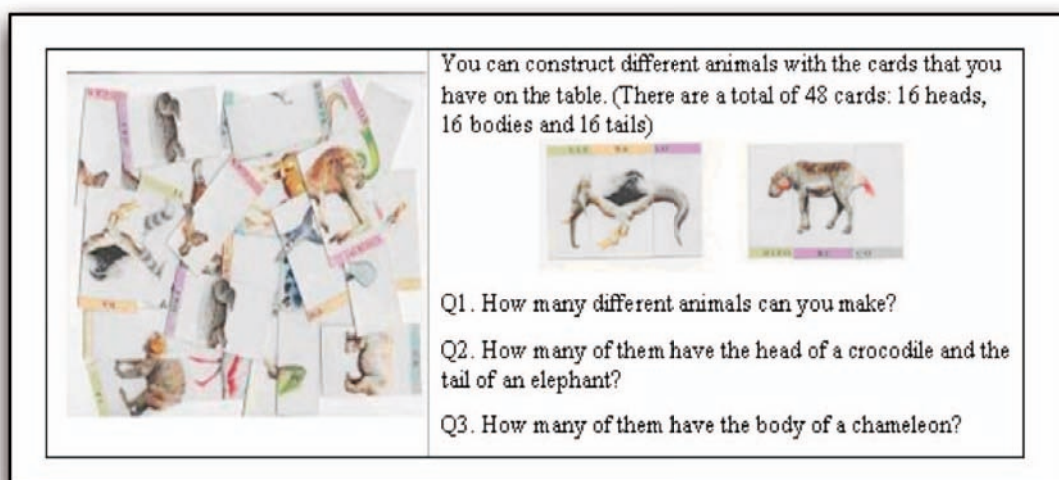 You can construct different animals with the cards that you
have on the table. (There are a total of 48 cards: 16 heads,
16 bodies and 16 tails)
Q1. How many different animals can you make?
Q2. How many of them have the head of a crocodile and the
tail of an elephant?
Q3. How many of them have the body of a chameleon?